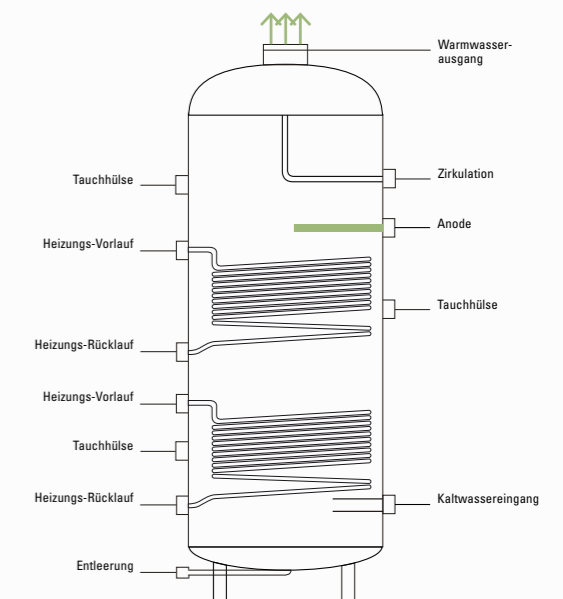 Warmwasser-
ausgang
Tauchhülse
Zirkulation
Anode
Heizungs-Vorlauf
Tauchhülse
Heizungs-Rücklauf
Heizungs-Vorlauf
Tauchhülse
Heizungs-Rücklauf
Kaltwassereingang
Entleerung